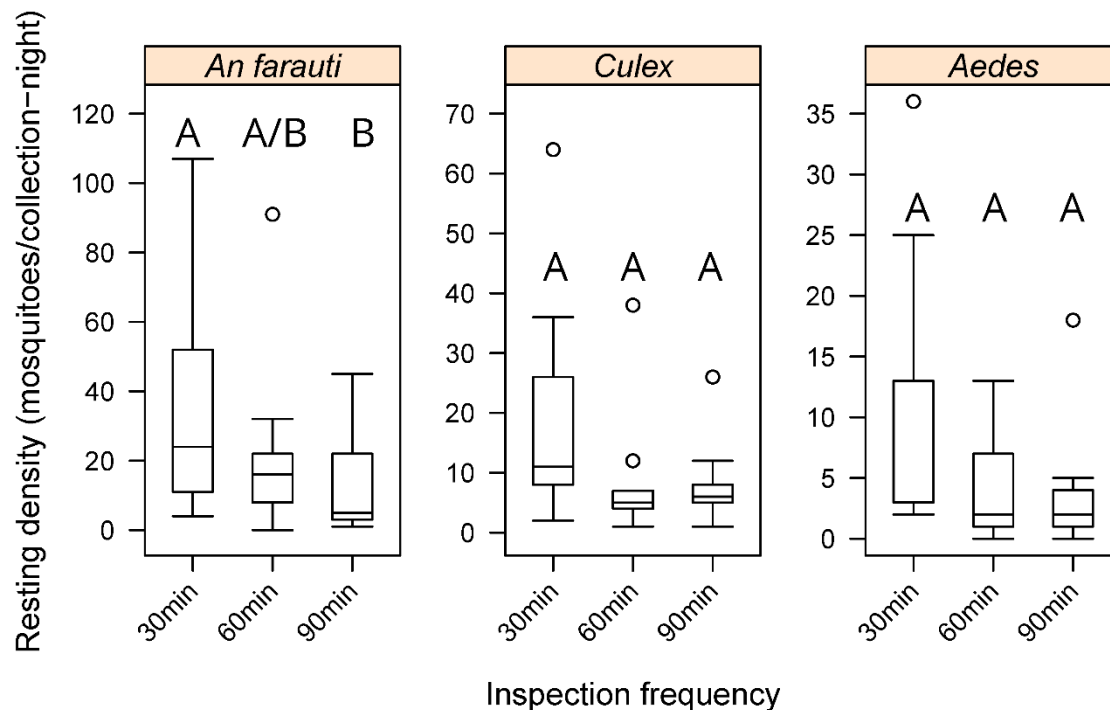 Resting density (mosquitoes/collection−night)
An farauti
120
100
80
60
40
20
0
A A/B B
30min
60min
90min
Culex
70
60
50
40
30
20
10
0
A A A
30min
60min
90min
Aedes
35
30
25
20
15
10
5
0
A A A
30min
60min
90min
Inspection frequency